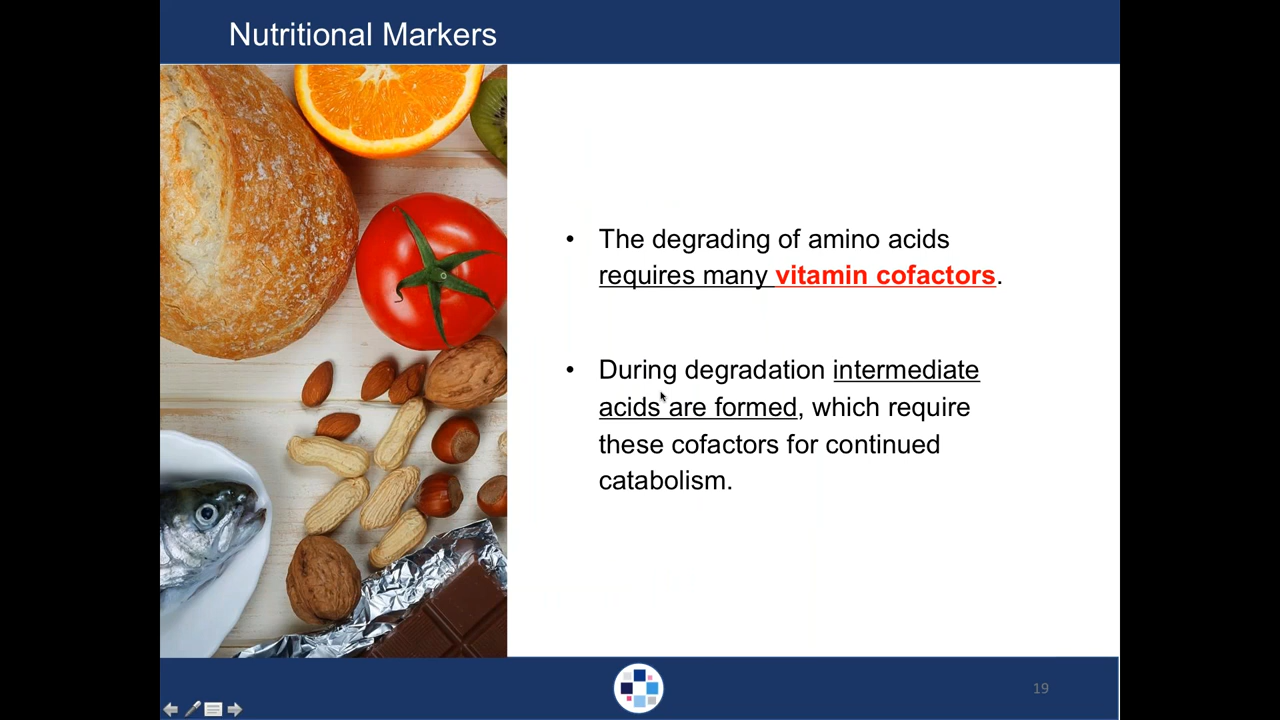 Nutritional Markers
• The degrading of amino acids
requires many vitamin cofactors.
• During degradation intermediate
acids are formed, which require
these cofactors for continued
catabolism.
19